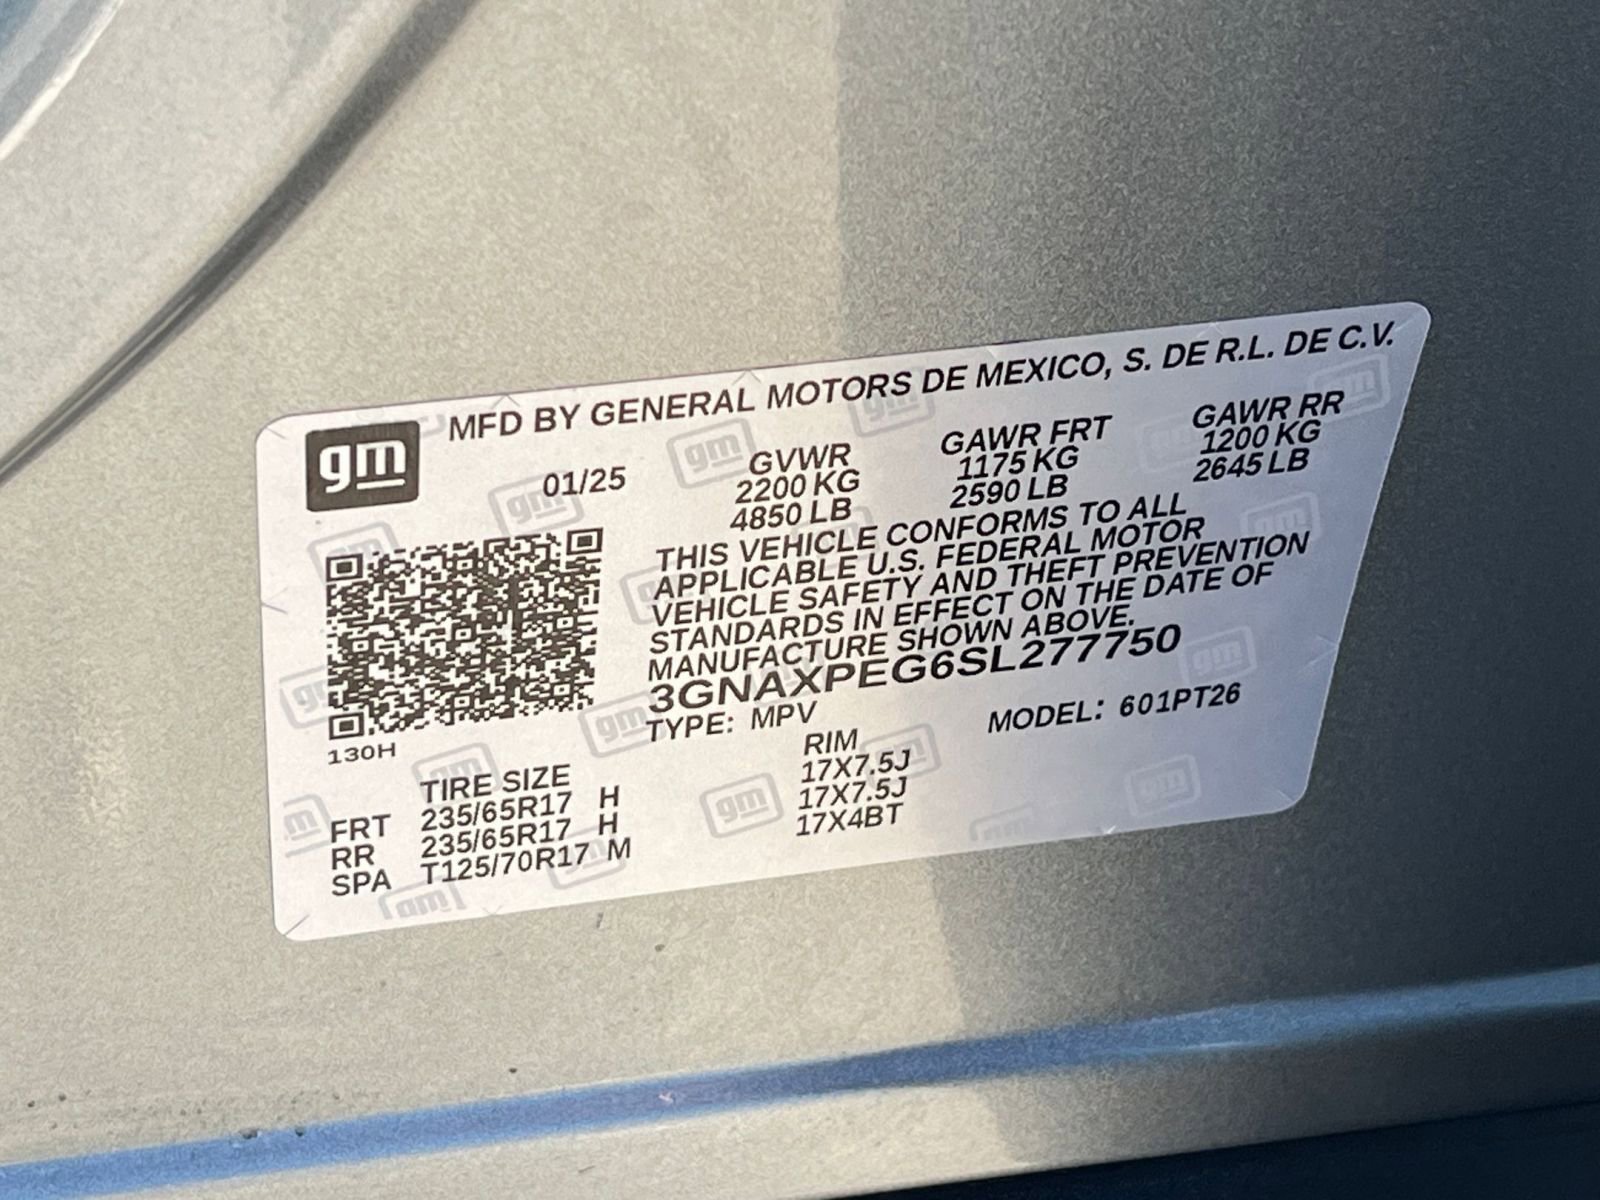 MFD BY GENERAL MOTORS DE MEXICO, S. DE R.L. DE C.V.
gm
01/25
GVWR GAWR FRT GAWR RR
2200 KG 1175 KG 1200 KG
4850 LB 2590 LB 2645 LB
THIS VEHICLE CONFORMS TO ALL
APPLICABLE U.S. FEDERAL MOTOR
VEHICLE SAFETY AND THEFT PREVENTION
STANDARDS IN EFFECT ON THE DATE OF
MANUFACTURE SHOWN ABOVE.
3GNAXPEG6SL277750
TYPE: MPV MODEL: 601PT26
130H
TIRE SIZE RIM
FRT 235/65R17 H 17X7.5J
RR 235/65R17 H 17X7.5J
SPA T125/70R17 M 17X4BT